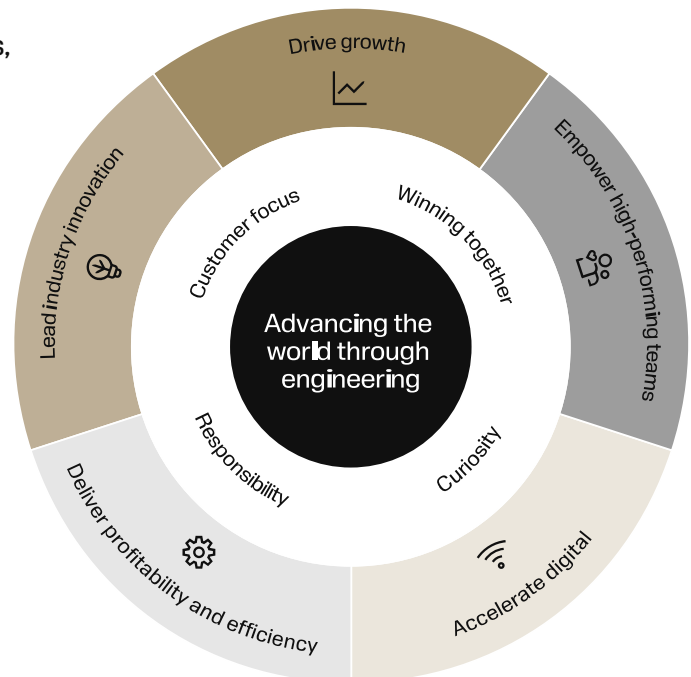 s,
Drive growth
Empower high-performing teams
Accelerate digital
Deliver profitability and efficiency
Lead industry innovation
Customer focus
Winning together
Curiosity
Responsibility
Advancing the
world through
engineering